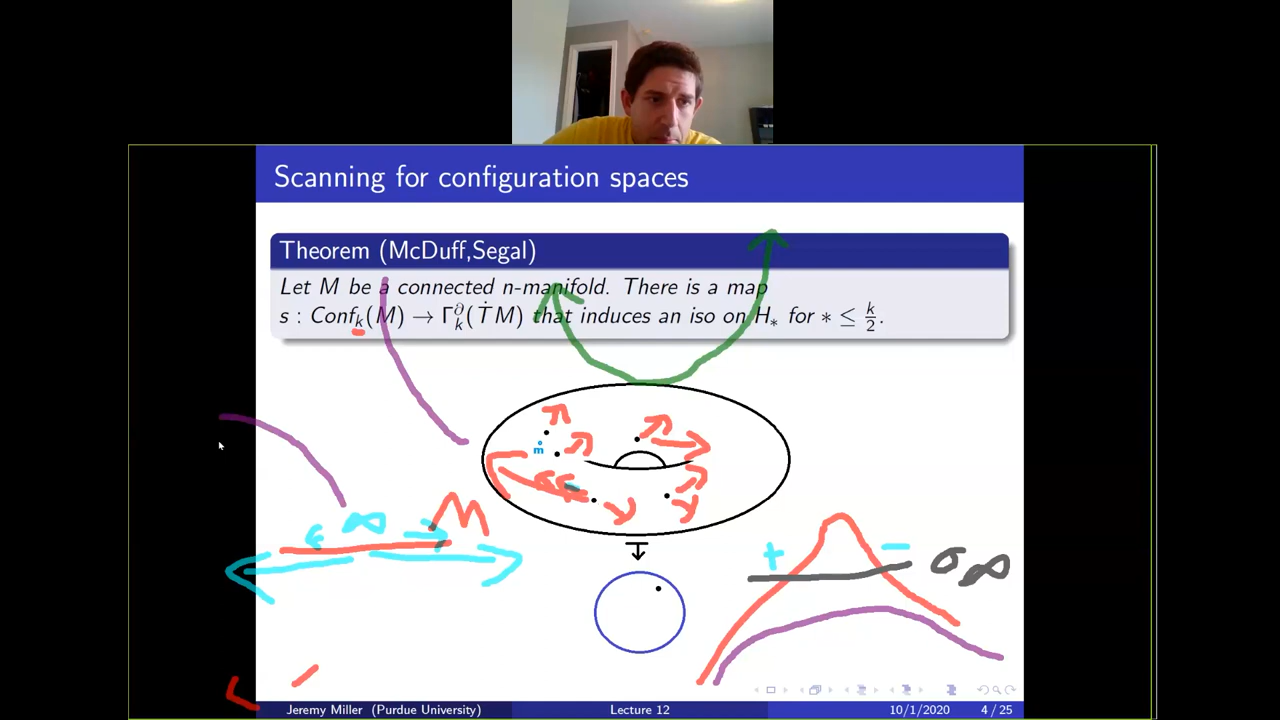 Scanning for configuration spaces
Theorem (McDuff,Segal)
Let M be a connected n-manifold. There is a map
s : Conf_k(M) → Γ^∂_k(ṪM) that induces an iso on H_* for * ≤ k/2.
m
∞ M
+ − σ∞
Jeremy Miller (Purdue University) Lecture 12 10/1/2020 4 / 25